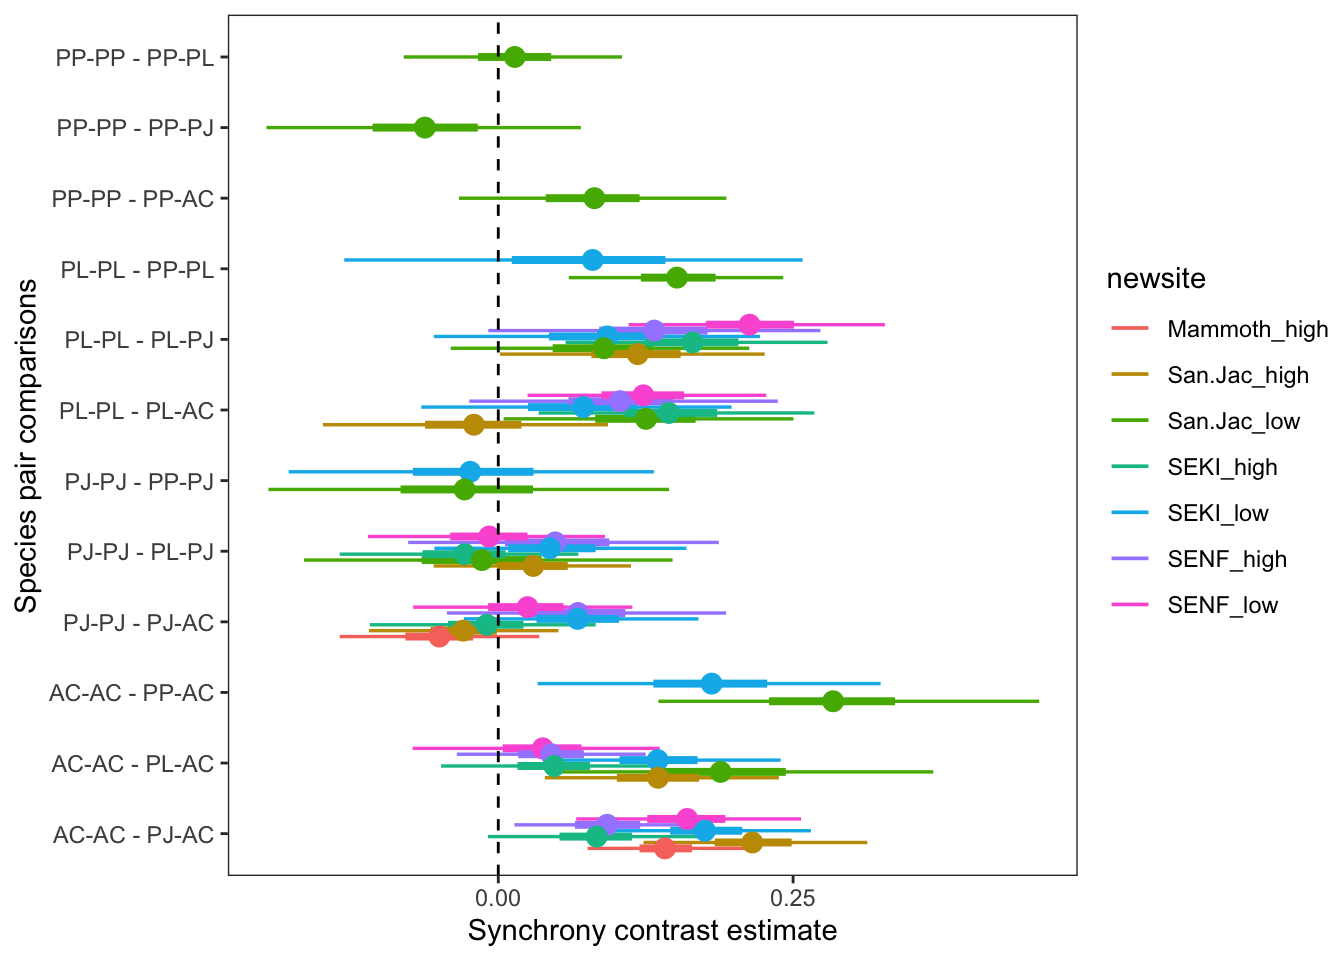 PP-PP - PP-PL
PP-PP - PP-PJ
PP-PP - PP-AC
PL-PL - PP-PL
PL-PL - PL-PJ
PL-PL - PL-AC
PJ-PJ - PP-PJ
PJ-PJ - PL-PJ
PJ-PJ - PJ-AC
AC-AC - PP-AC
AC-AC - PL-AC
AC-AC - PJ-AC
Species pair comparisons
0.00
0.25
Synchrony contrast estimate
newsite
Mammoth_high
San.Jac_high
San.Jac_low
SEKI_high
SEKI_low
SENF_high
SENF_low